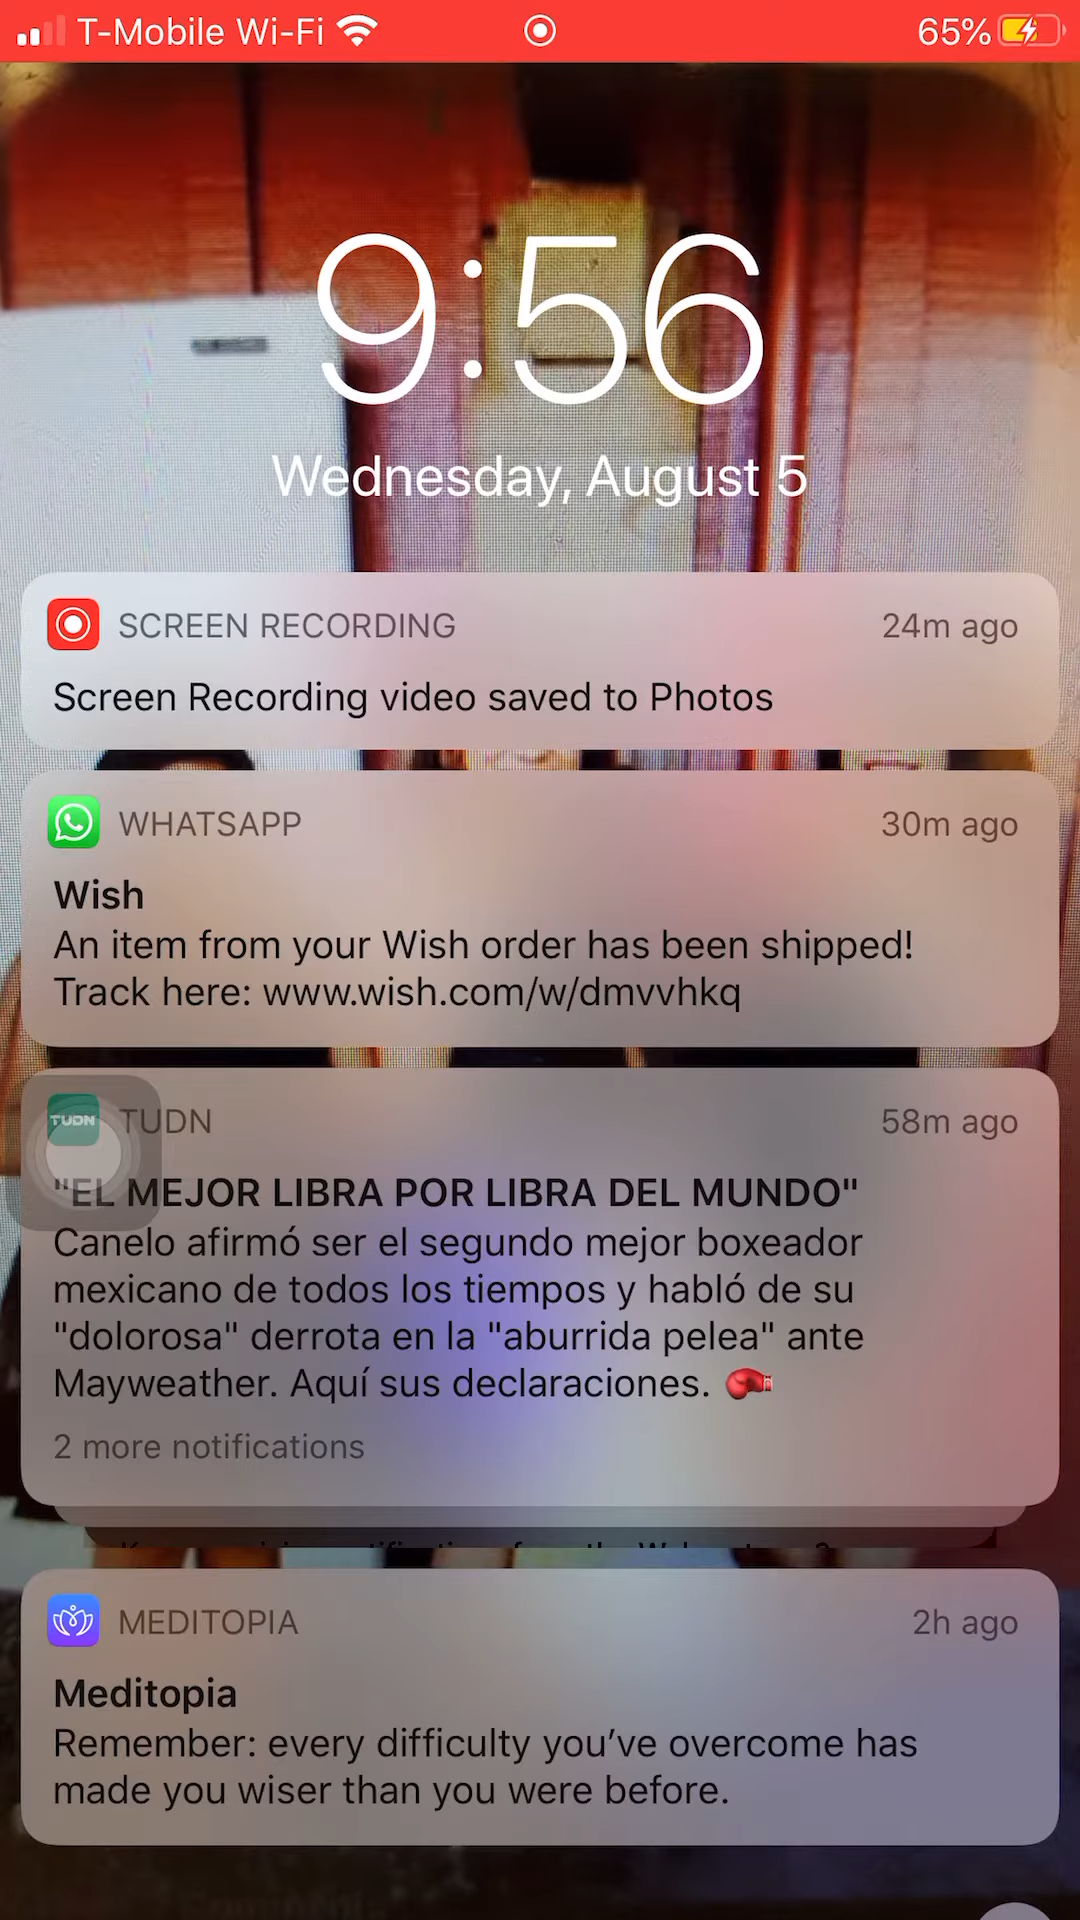 T-Mobile Wi-Fi 65%
9:56
Wednesday, August 5
SCREEN RECORDING 24m ago
Screen Recording video saved to Photos
WHATSAPP 30m ago
Wish
An item from your Wish order has been shipped!
Track here: www.wish.com/w/dmvvhkq
TUDN TUDN 58m ago
"EL MEJOR LIBRA POR LIBRA DEL MUNDO"
Canelo afirmó ser el segundo mejor boxeador
mexicano de todos los tiempos y habló de su
"dolorosa" derrota en la "aburrida pelea" ante
Mayweather. Aquí sus declaraciones. 🥊
2 more notifications
MEDITOPIA 2h ago
Meditopia
Remember: every difficulty you’ve overcome has
made you wiser than you were before.